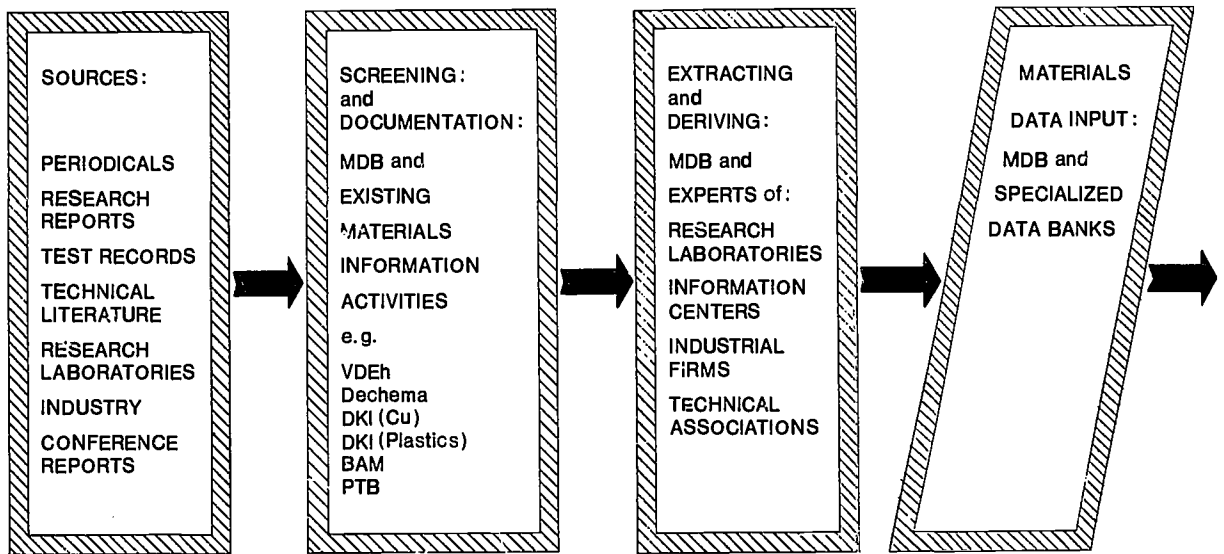 SOURCES:
PERIODICALS
RESEARCH
REPORTS
TEST RECORDS
TECHNICAL
LITERATURE
RESEARCH
LABORATORIES
INDUSTRY
CONFERENCE
REPORTS
SCREENING:
and
DOCUMENTATION:
MDB and
EXISTING
MATERIALS
INFORMATION
ACTIVITIES
e.g.
VDEh
Dechema
DKI (Cu)
DKI (Plastics)
BAM
PTB
EXTRACTING
and
DERIVING:
MDB and
EXPERTS of:
RESEARCH
LABORATORIES
INFORMATION
CENTERS
INDUSTRIAL
FIRMS
TECHNICAL
ASSOCIATIONS
MATERIALS
DATA INPUT:
MDB and
SPECIALIZED
DATA BANKS